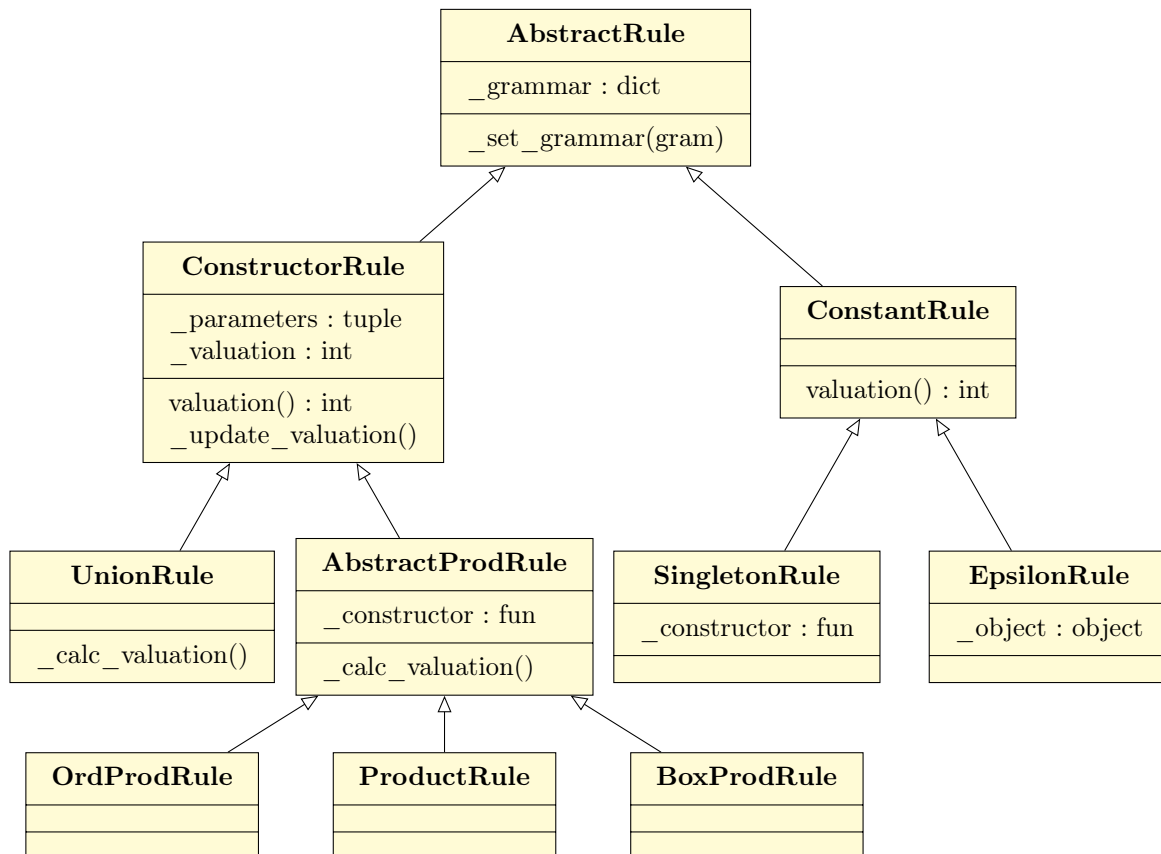 AbstractRule
_grammar : dict
_set_grammar(gram)
ConstructorRule
_parameters : tuple
_valuation : int
valuation() : int
_update_valuation()
ConstantRule
valuation() : int
UnionRule
_calc_valuation()
AbstractProdRule
_constructor : fun
_calc_valuation()
SingletonRule
_constructor : fun
EpsilonRule
_object : object
OrdProdRule
ProductRule
BoxProdRule